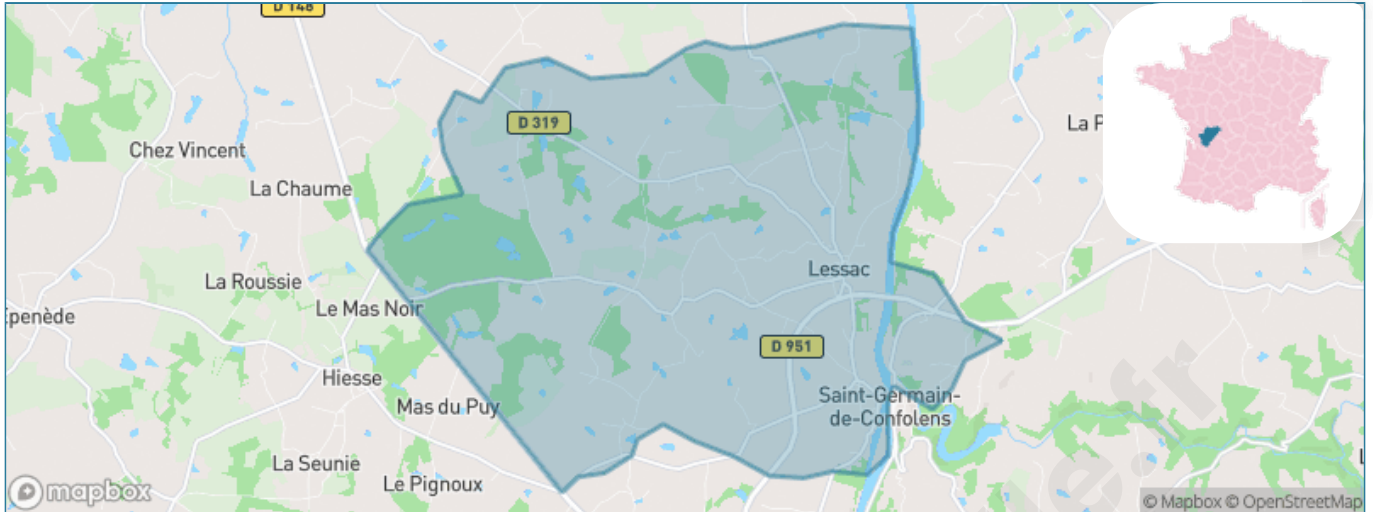 D 148
D 319
La P
Chez Vincent
La Chaume
Lessac
La Roussie
Le Mas Noir
Epenède
D 951
Hiesse
Saint-Germain-
de-Confolens
Mas du Puy
La Seunie
L
Le Pignoux
mapbox
© Mapbox © OpenStreetMap